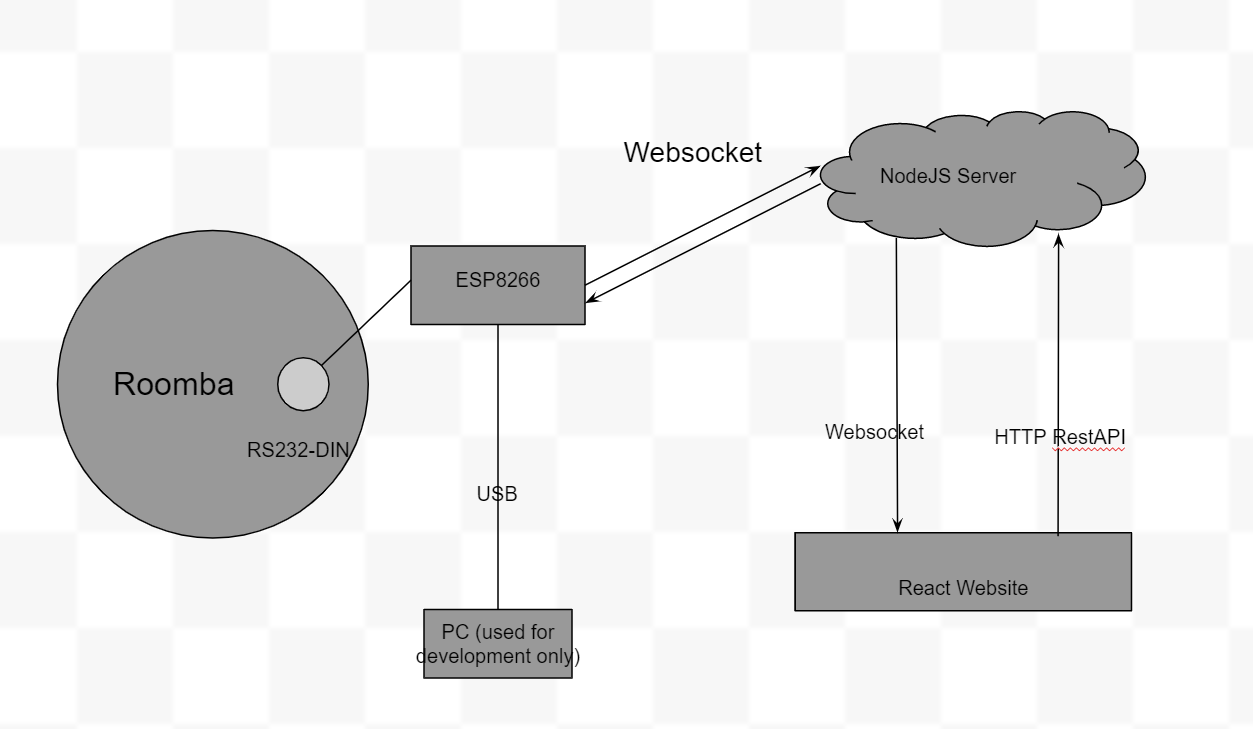 Websocket
NodeJS Server
ESP8266
Roomba
RS232-DIN
Websocket
HTTP RestAPI
USB
React Website
PC (used for
development only)